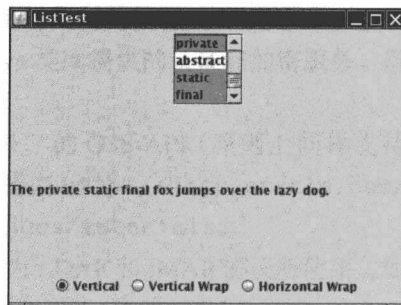 ListTest
private
abstract
static
final
The private static final fox jumps over the lazy dog.
Vertical Vertical Wrap Horizontal Wrap